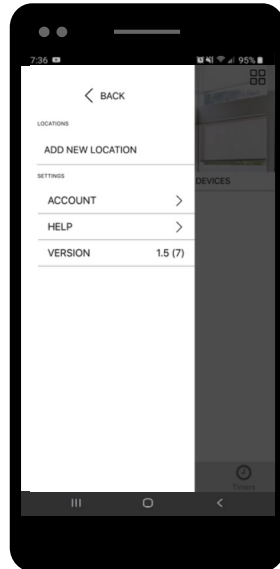 7:36 95%
BACK
LOCATIONS
ADD NEW LOCATION
SETTINGS
DEVICES
ACCOUNT
HELP
VERSION 1.5 (7)
Timers